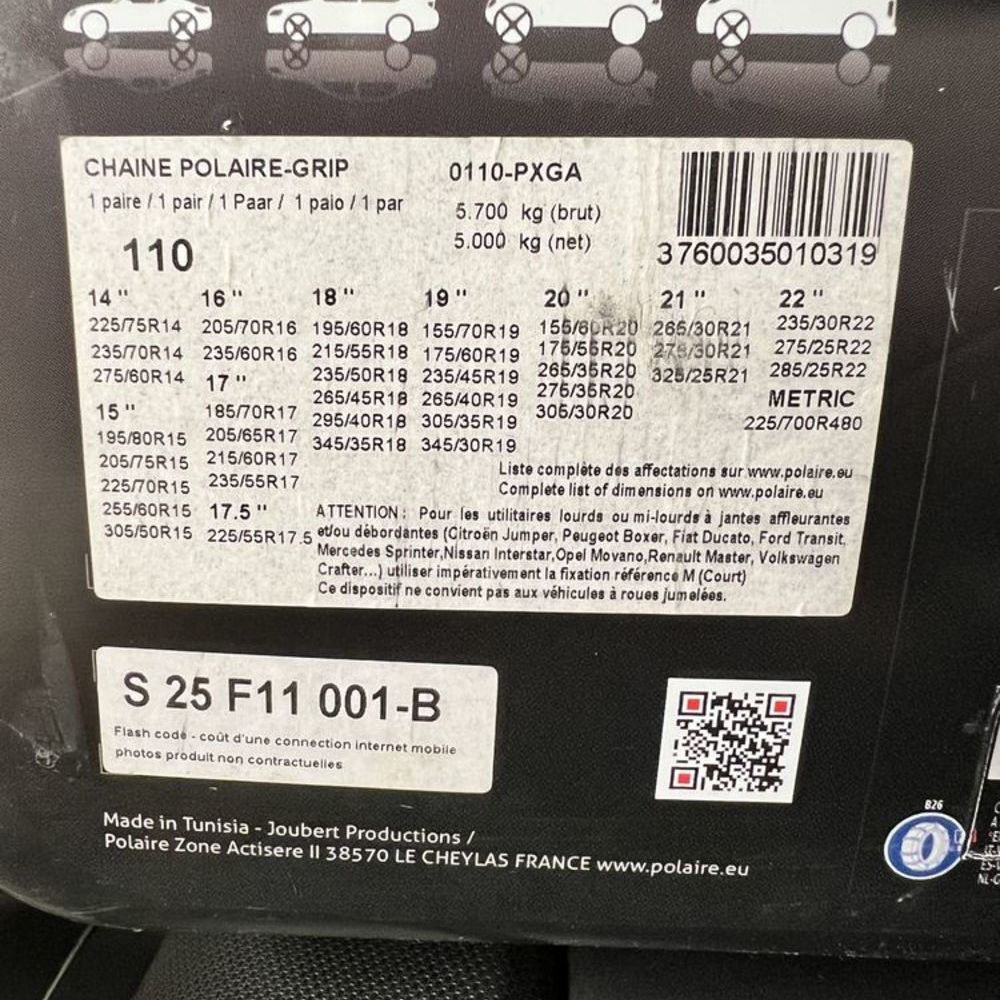 CHAINE POLAIRE-GRIP
0110-PXGA
1 paire / 1 pair / 1 Paar / 1 paio / 1 par
5.700 kg (brut)
5.000 kg (net)
110
3760035010319
14 "
225/75R14
235/70R14
275/60R14
15 "
195/80R15
205/75R15
225/70R15
255/60R15
305/50R15
16 "
205/70R16
235/60R16
17 "
185/70R17
205/65R17
215/60R17
235/55R17
17.5 "
225/55R17.5
18 "
195/60R18
215/55R18
235/50R18
265/45R18
295/40R18
345/35R18
19 "
155/70R19
175/60R19
235/45R19
265/40R19
305/35R19
345/30R19
20 "
155/60R20
175/55R20
265/35R20
275/35R20
305/30R20
21 "
265/30R21
275/30R21
325/25R21
22 "
235/30R22
275/25R22
285/25R22
METRIC
225/700R480
Liste complète des affectations sur www.polaire.eu
Complete list of dimensions on www.polaire.eu
ATTENTION : Pour les utilitaires lourds ou mi-lourds à jantes affleurantes
et/ou débordantes (Citroën Jumper, Peugeot Boxer, Fiat Ducato, Ford Transit,
Mercedes Sprinter,Nissan Interstar,Opel Movano,Renault Master, Volkswagen
Crafter...) utiliser impérativement la fixation référence M (Court)
Ce dispositif ne convient pas aux véhicules à roues jumelées.
S 25 F11 001-B
Flash code - coût d'une connection internet mobile
photos produit non contractuelles
Made in Tunisia - Joubert Productions /
Polaire Zone Actisere II 38570 LE CHEYLAS FRANCE www.polaire.eu
B26